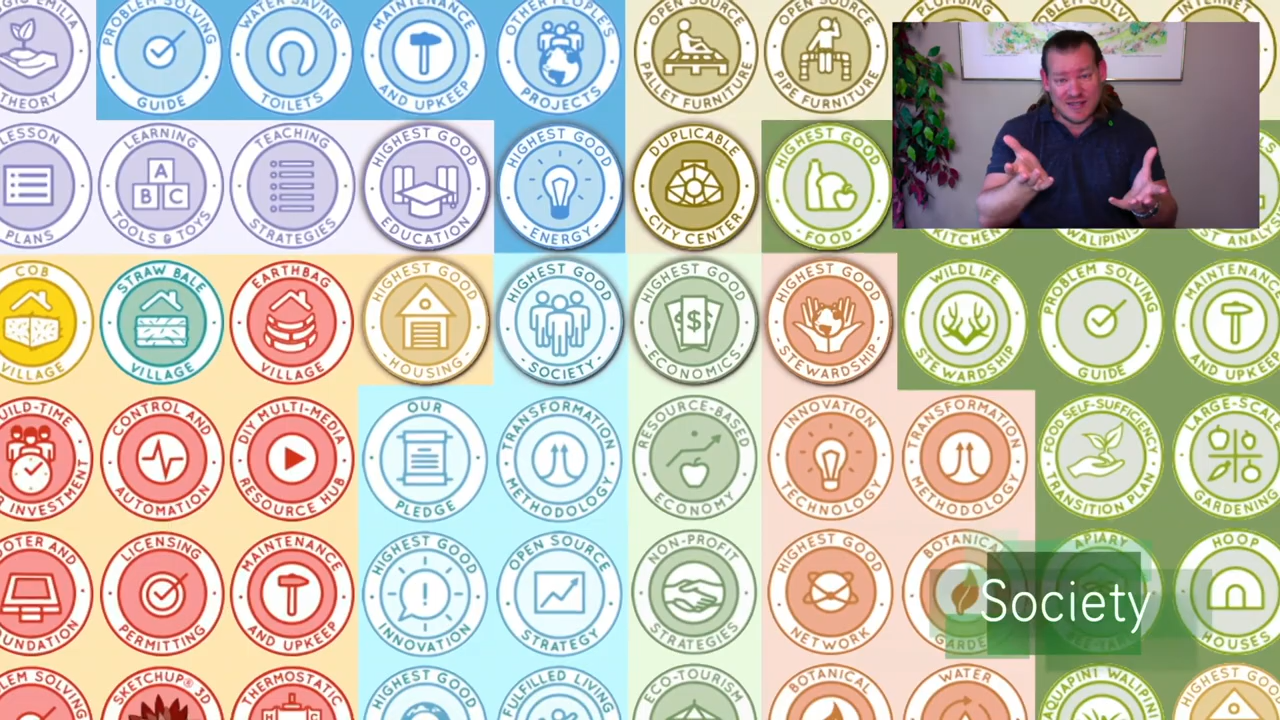 THEORY
PROBLEM SOLVING
GUIDE
WATER SAVING
TOILETS
MAINTENANCE
AND UPKEEP
OTHER PEOPLE'S
PROJECTS
OPEN SOURCE
PALLET FURNITURE
OPEN SOURCE
PIPE FURNITURE
PLUMBING
INTERNET
LESSON
PLANS
LEARNING
A
B C
TOOLS & TOYS
TEACHING
STRATEGIES
HIGHEST GOOD
EDUCATION
HIGHEST GOOD
ENERGY
DUPLICABLE
CITY CENTER
HIGHEST GOOD
FOOD
KITCHEN
COB
VILLAGE
STRAW BALE
VILLAGE
EARTHBAG
VILLAGE
HIGHEST GOOD
HOUSING
HIGHEST GOOD
SOCIETY
HIGHEST GOOD
$ $ $
ECONOMICS
HIGHEST GOOD
STEWARDSHIP
WILDLIFE
STEWARDSHIP
PROBLEM SOLVING
GUIDE
MAINTENANCE
AND UPKEEP
INVESTMENT
CONTROL AND
AUTOMATION
DIY MULTI-MEDIA
RESOURCE HUB
OUR
PLEDGE
TRANSFORMATION
METHODOLOGY
RESOURCE-BASED
ECONOMY
INNOVATION
TECHNOLOGY
TRANSFORMATION
METHODOLOGY
FOOD SELF-SUFFICIENCY
TRANSITION PLAN
LARGE-SCALE
GARDENING
LICENSING
PERMITTING
MAINTENANCE
AND UPKEEP
HIGHEST GOOD
!
INNOVATION
OPEN SOURCE
STRATEGY
NON-PROFIT
STRATEGIES
HIGHEST GOOD
NETWORK
APIARY
HOOP
HOUSES
Society
SKETCHUP® 3D
THERMOSTATIC
H C
HIGHEST GOOD
FULFILLED LIVING
ECO-TOURISM
BOTANICAL
WATER
AQUAPINI WALIPINI
HIGHEST GOOD